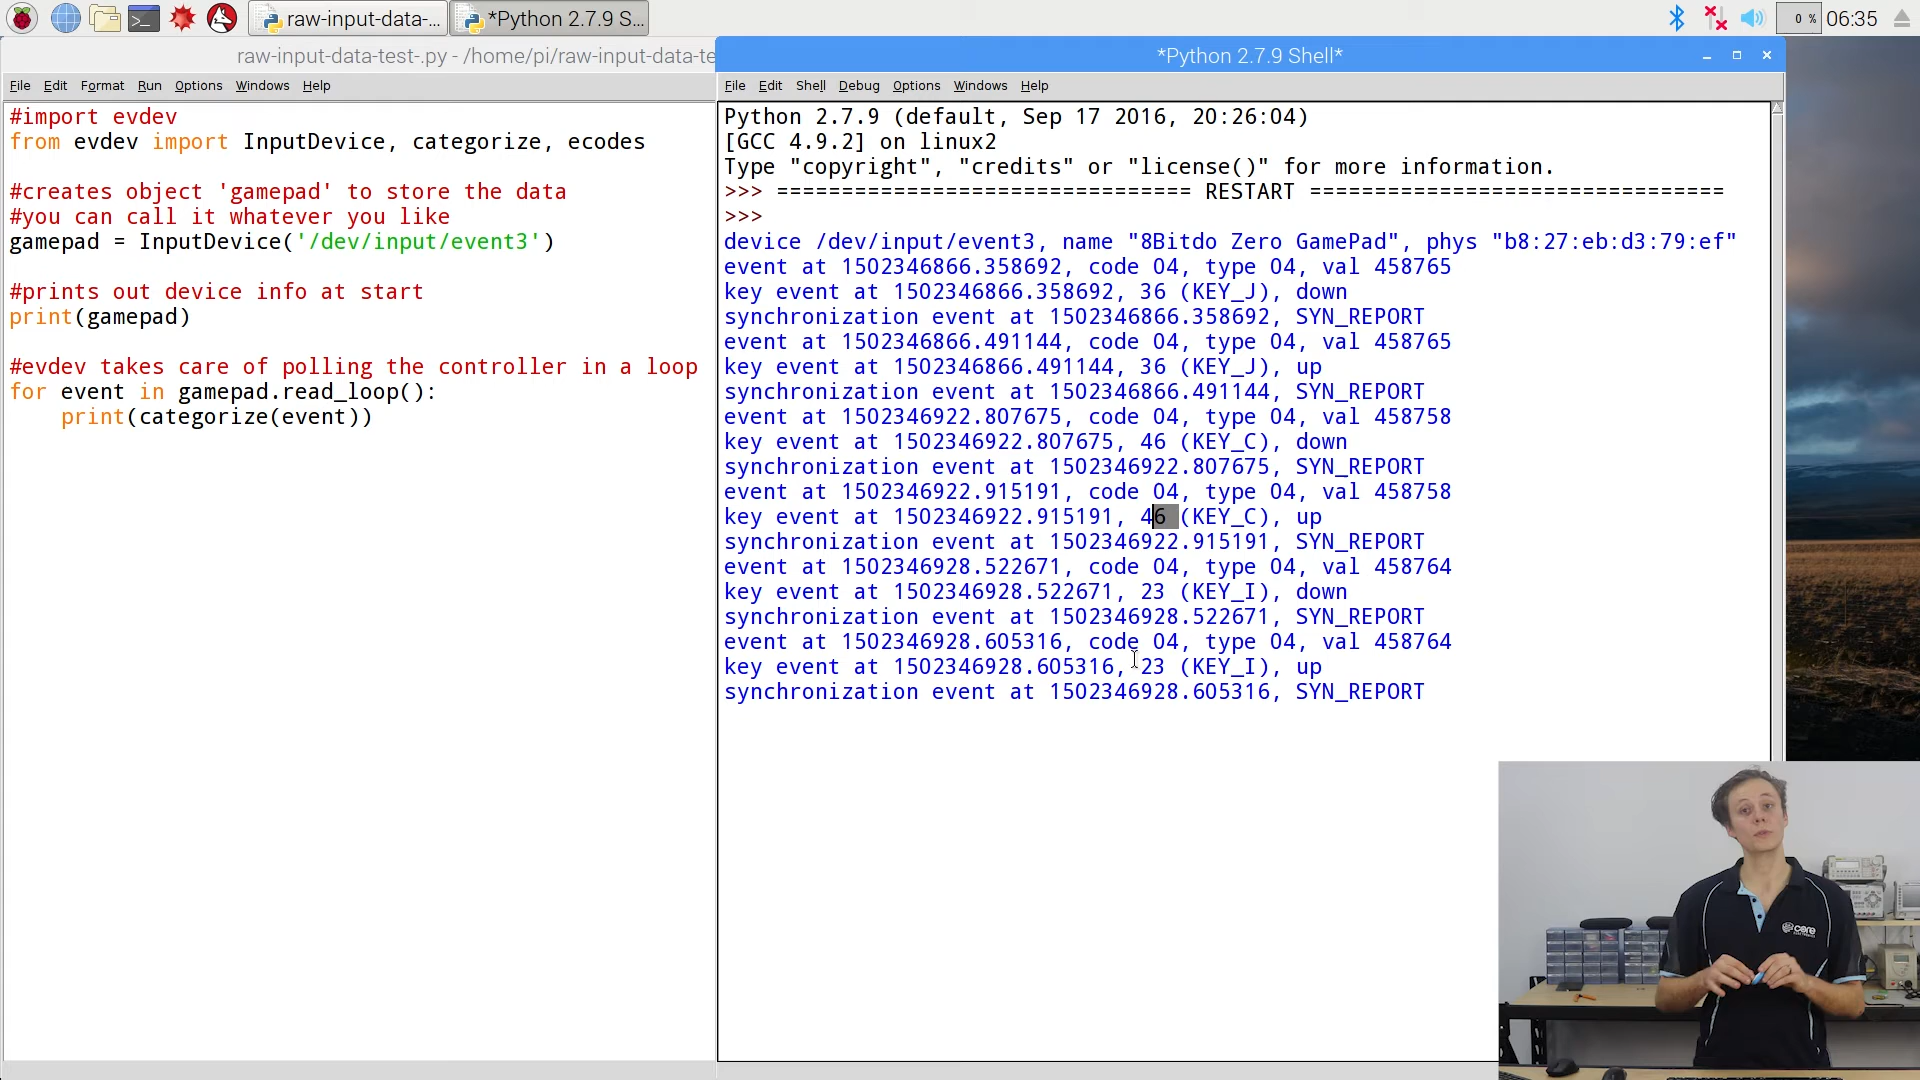 raw-input-data-...
*Python 2.7.9 S...
0 %
06:35
raw-input-data-test-.py - /home/pi/raw-input-data-te
*Python 2.7.9 Shell*
File Edit Format Run Options Windows Help
File Edit Shell Debug Options Windows Help
#import evdev
from evdev import InputDevice, categorize, ecodes
#creates object 'gamepad' to store the data
#you can call it whatever you like
gamepad = InputDevice('/dev/input/event3')
#prints out device info at start
print(gamepad)
#evdev takes care of polling the controller in a loop
for event in gamepad.read_loop():
    print(categorize(event))
Python 2.7.9 (default, Sep 17 2016, 20:26:04)
[GCC 4.9.2] on linux2
Type "copyright", "credits" or "license()" for more information.
>>> ================================ RESTART ================================
>>>
device /dev/input/event3, name "8Bitdo Zero GamePad", phys "b8:27:eb:d3:79:ef"
event at 1502346866.358692, code 04, type 04, val 458765
key event at 1502346866.358692, 36 (KEY_J), down
synchronization event at 1502346866.358692, SYN_REPORT
event at 1502346866.491144, code 04, type 04, val 458765
key event at 1502346866.491144, 36 (KEY_J), up
synchronization event at 1502346866.491144, SYN_REPORT
event at 1502346922.807675, code 04, type 04, val 458758
key event at 1502346922.807675, 46 (KEY_C), down
synchronization event at 1502346922.807675, SYN_REPORT
event at 1502346922.915191, code 04, type 04, val 458758
key event at 1502346922.915191, 46 (KEY_C), up
synchronization event at 1502346922.915191, SYN_REPORT
event at 1502346928.522671, code 04, type 04, val 458764
key event at 1502346928.522671, 23 (KEY_I), down
synchronization event at 1502346928.522671, SYN_REPORT
event at 1502346928.605316, code 04, type 04, val 458764
key event at 1502346928.605316, 23 (KEY_I), up
synchronization event at 1502346928.605316, SYN_REPORT
core